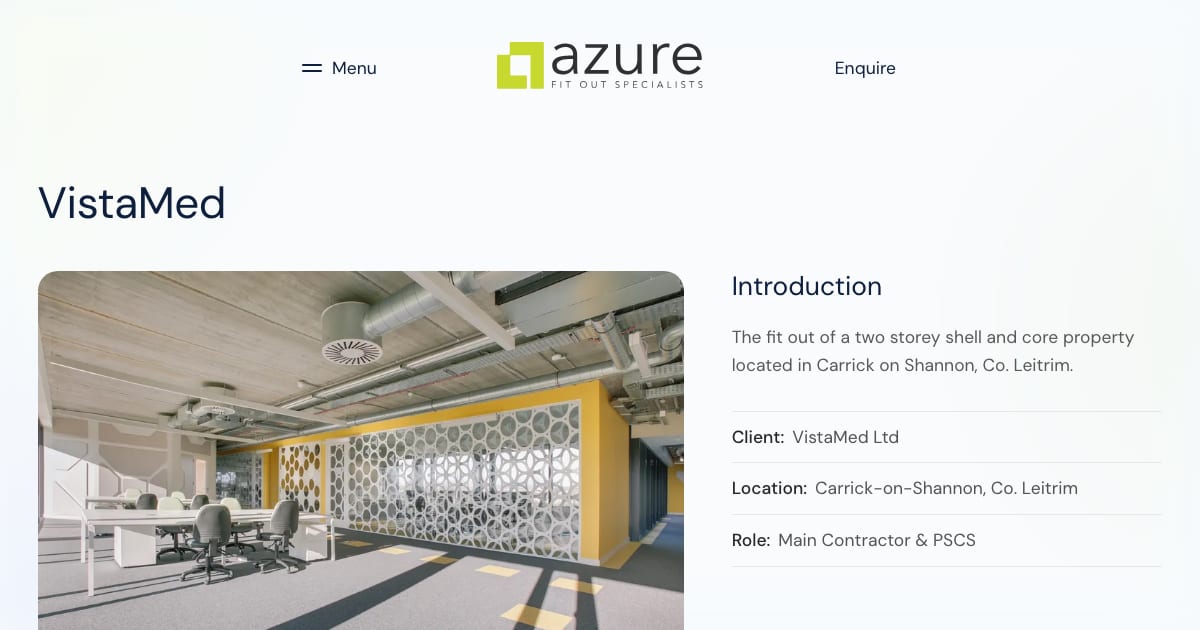 Menu
azure
FIT OUT SPECIALISTS
Enquire
VistaMed
Introduction
The fit out of a two storey shell and core property
located in Carrick on Shannon, Co. Leitrim.
Client: VistaMed Ltd
Location: Carrick-on-Shannon, Co. Leitrim
Role: Main Contractor & PSCS